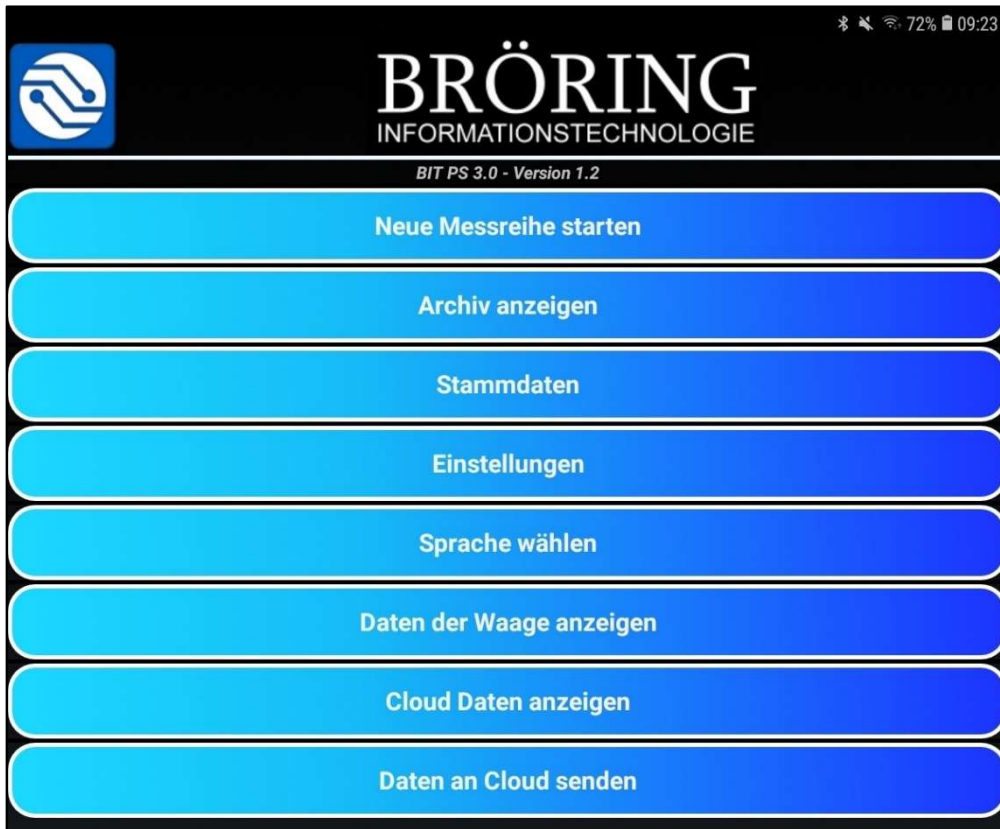 72% 09:23
BRÖRING
INFORMATIONSTECHNOLOGIE
BIT PS 3.0 - Version 1.2
Neue Messreihe starten
Archiv anzeigen
Stammdaten
Einstellungen
Sprache wählen
Daten der Waage anzeigen
Cloud Daten anzeigen
Daten an Cloud senden